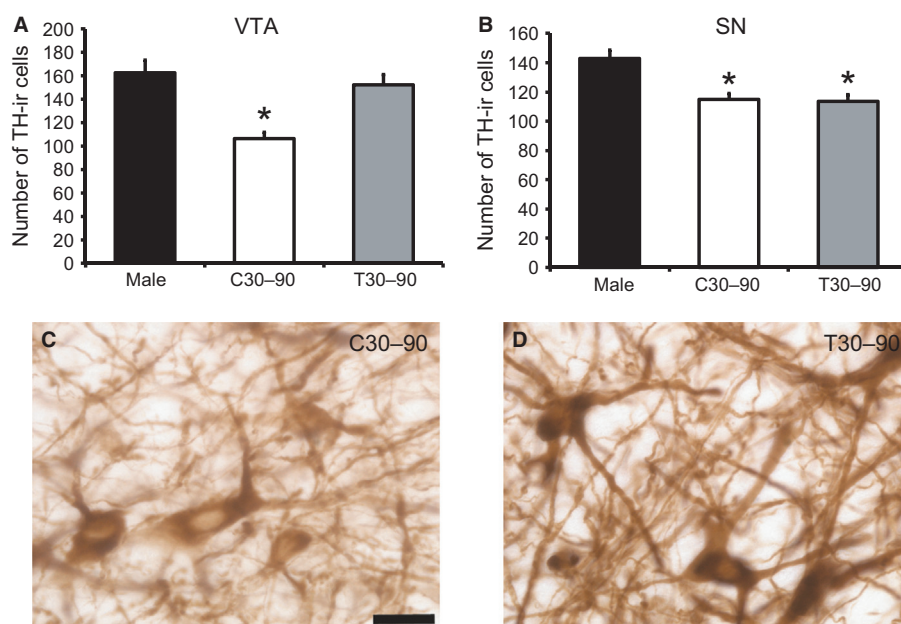 A
VTA
Number of TH-ir cells
200
180
160
140
120
100
80
60
40
20
0
*
Male
C30–90
T30–90
B
SN
Number of TH-ir cells
160
140
120
100
80
60
40
20
0
*
*
Male
C30–90
T30–90
C
C30–90
D
T30–90